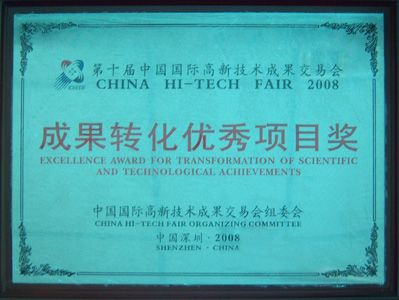 第十届中国国际高新技术成果交易会
CHINA HI-TECH FAIR 2008
CHTF
成果转化优秀项目奖
EXCELLENCE AWARD FOR TRANSFORMATION OF SCIENTIFIC
AND TECHNOLOGICAL ACHIEVEMENTS
中国国际高新技术成果交易会组委会
CHINA HI-TECH FAIR ORGANIZING COMMITTEE
中国深圳·2008
SHENZHEN · CHINA